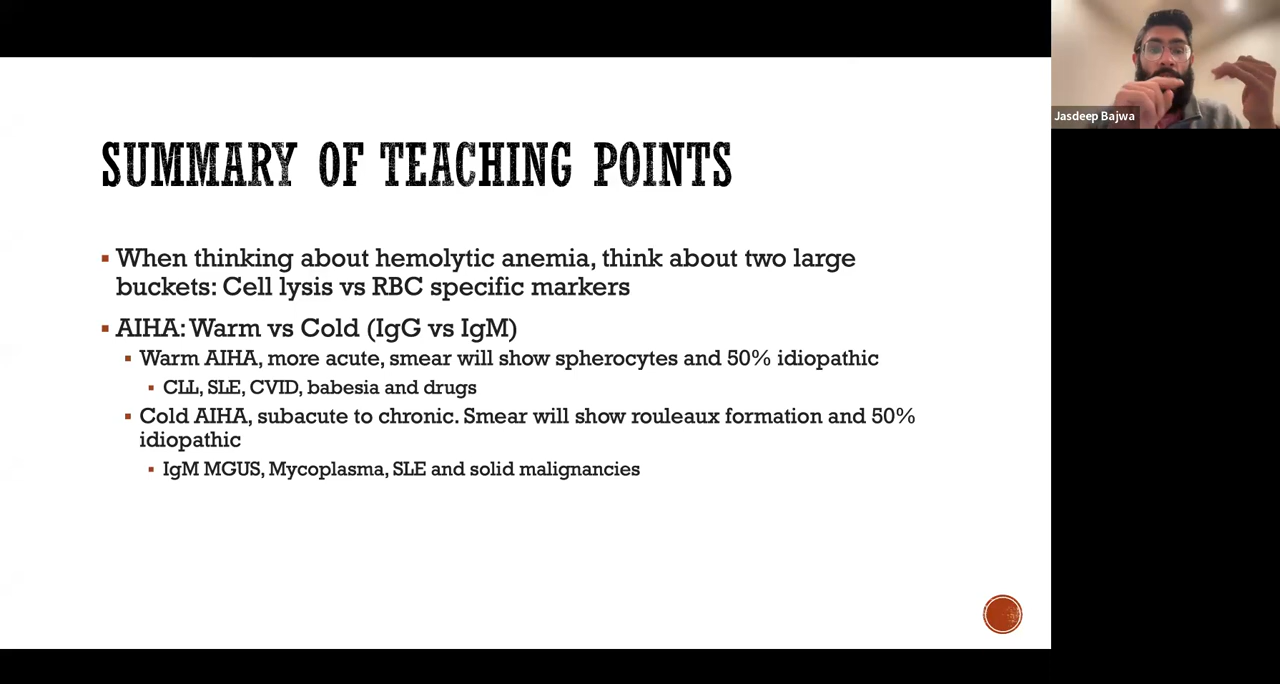 SUMMARY OF TEACHING POINTS
▪ When thinking about hemolytic anemia, think about two large
buckets: Cell lysis vs RBC specific markers
▪ AIHA: Warm vs Cold (IgG vs IgM)
▪ Warm AIHA, more acute, smear will show spherocytes and 50% idiopathic
▪ CLL, SLE, CVID, babesia and drugs
▪ Cold AIHA, subacute to chronic. Smear will show rouleaux formation and 50%
idiopathic
▪ IgM MGUS, Mycoplasma, SLE and solid malignancies
Jasdeep Bajwa